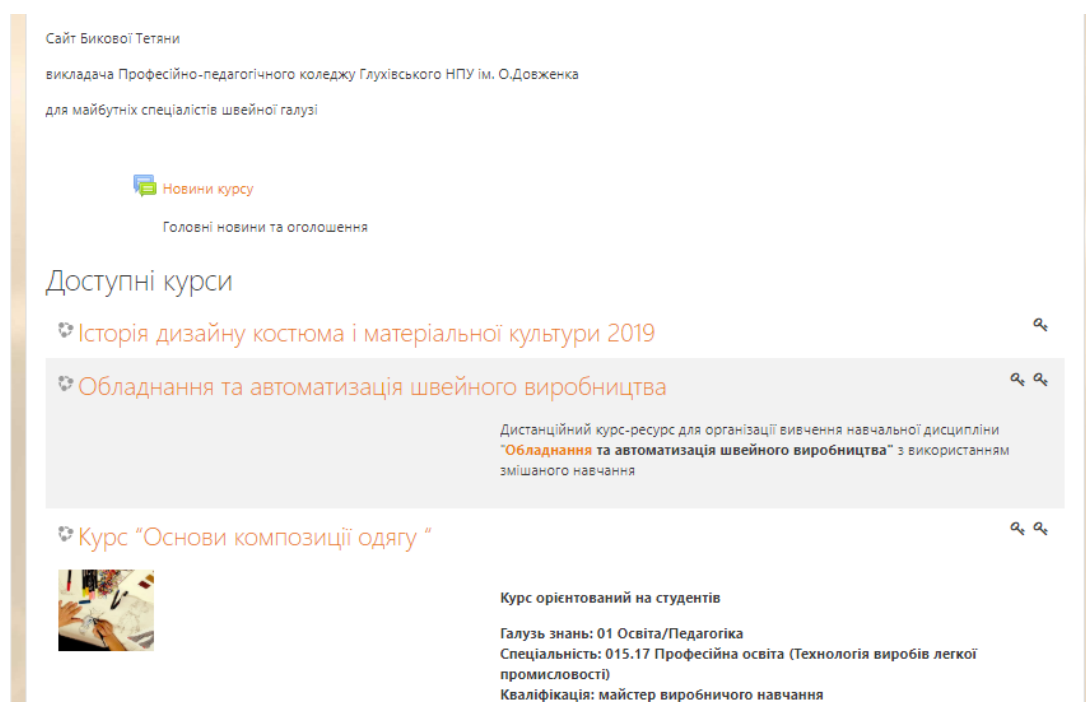 Сайт Бикової Тетяни
викладача Професійно-педагогічного коледжу Глухівського НПУ ім. О.Довженка
для майбутніх спеціалістів швейної галузі
Новини курсу
Головні новини та оголошення
Доступні курси
Історія дизайну костюма і матеріальної культури 2019
Обладнання та автоматизація швейного виробництва
Дистанційний курс-ресурс для організації вивчення навчальної дисципліни
"Обладнання та автоматизація швейного виробництва" з використанням
змішаного навчання
Курс “Основи композиції одягу “
Курс орієнтований на студентів
Галузь знань: 01 Освіта/Педагогіка
Спеціальність: 015.17 Професійна освіта (Технологія виробів легкої
промисловості)
Кваліфікація: майстер виробничого навчання